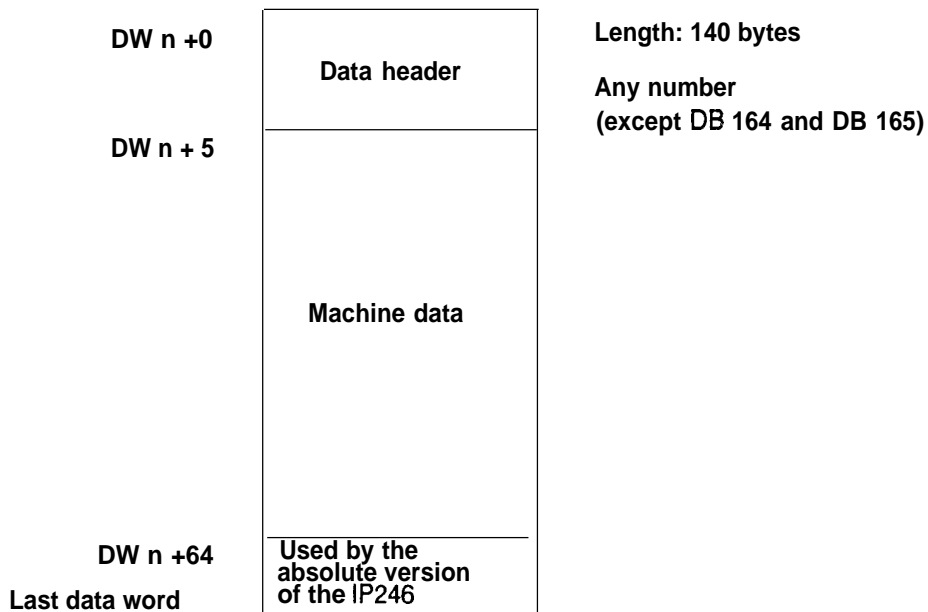 DW n +0
Data header
Length: 140 bytes
Any number
(except DB 164 and DB 165)
DW n + 5
Machine data
DW n +64
Used by the
absolute version
of the IP246
Last data word